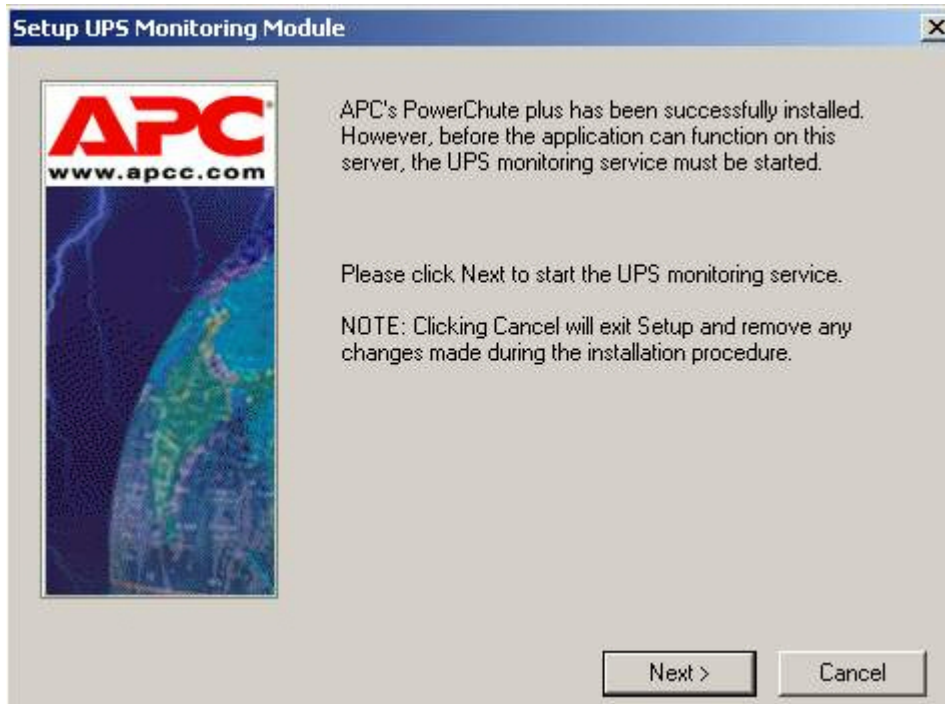 Setup UPS Monitoring Module
APC
www.apcc.com
APC's PowerChute plus has been successfully installed.
However, before the application can function on this
server, the UPS monitoring service must be started.
Please click Next to start the UPS monitoring service.
NOTE: Clicking Cancel will exit Setup and remove any
changes made during the installation procedure.
Next >
Cancel